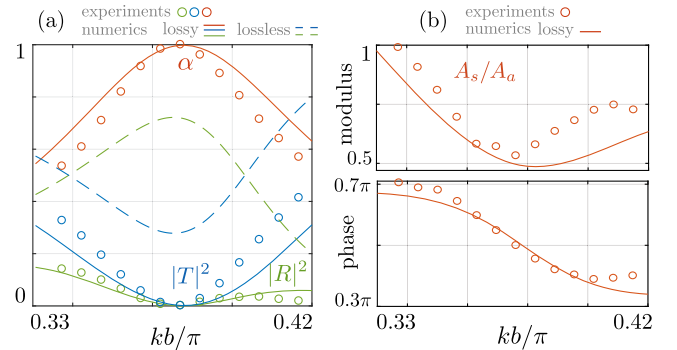 (a)
experiments
numerics lossy lossless
1
α
|T|²
|R|²
0
0.33
0.42
kb/π
(b)
experiments
numerics lossy
1
modulus
A_s/A_a
0.5
0.7π
phase
0.3π
0.33
0.42
kb/π